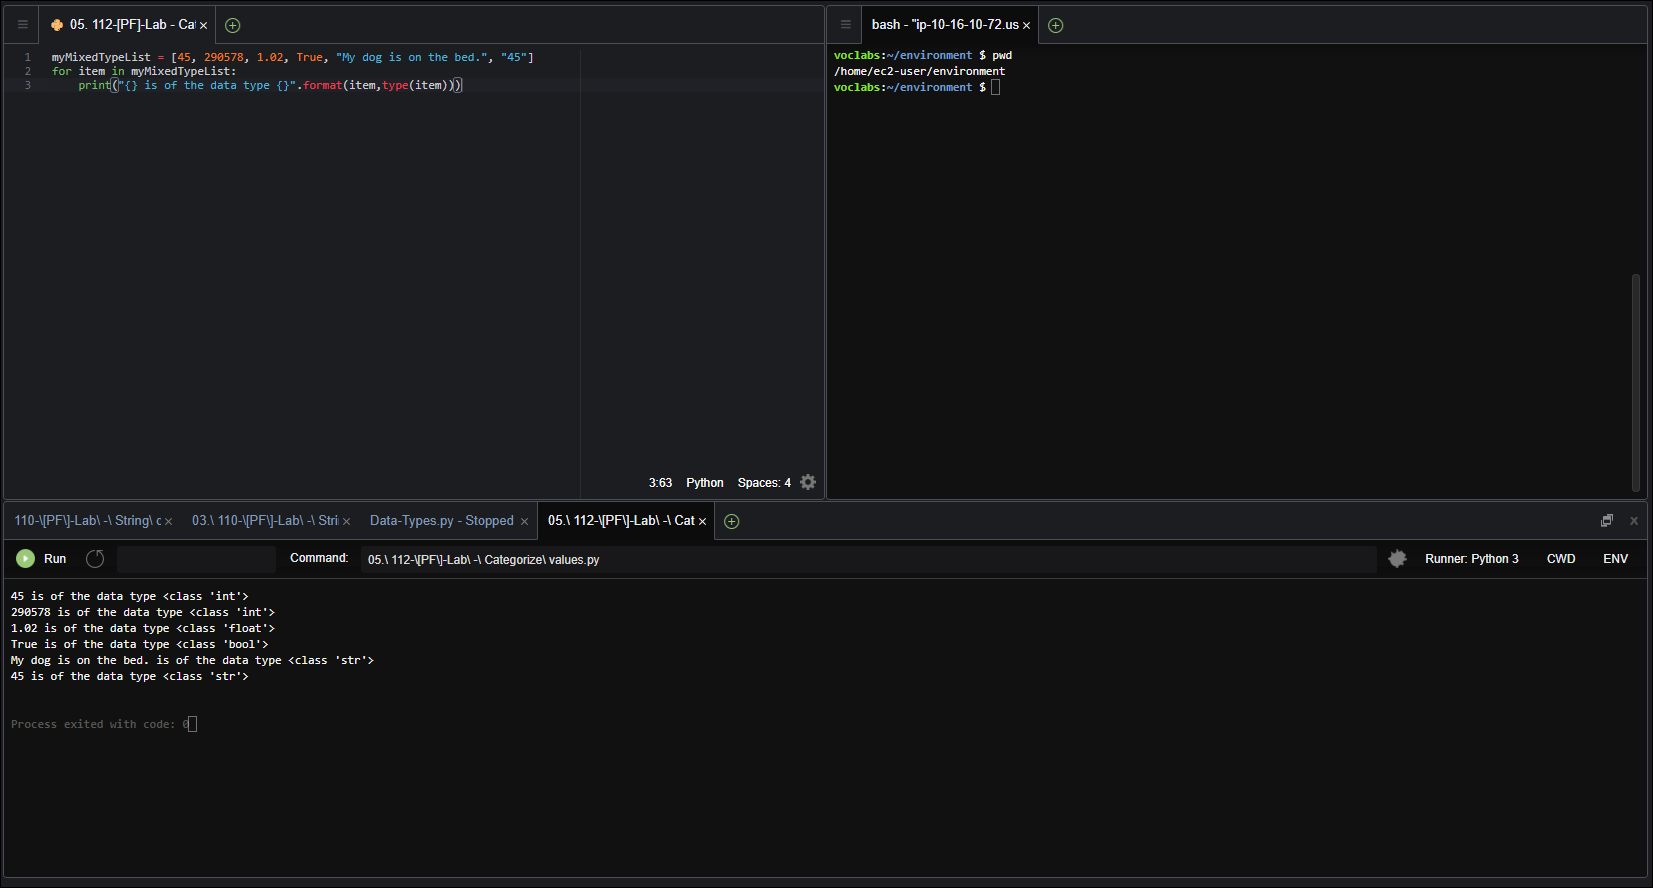 05. 112-[PF]-Lab - Ca
1 myMixedTypeList = [45, 290578, 1.02, True, "My dog is on the bed.", "45"]
2 for item in myMixedTypeList:
3 print("{} is of the data type {}".format(item,type(item)))
3:63 Python Spaces: 4
bash - "ip-10-16-10-72.us
voclabs:~/environment $ pwd
/home/ec2-user/environment
voclabs:~/environment $
110-\[PF\]-Lab\ -\ String\ c 03.\ 110-\[PF\]-Lab\ -\ Stri Data-Types.py - Stopped 05.\ 112-\[PF\]-Lab\ -\ Cat
Run Command: 05.\ 112-\[PF\]-Lab\ -\ Categorize\ values.py Runner: Python 3 CWD ENV
45 is of the data type <class 'int'>
290578 is of the data type <class 'int'>
1.02 is of the data type <class 'float'>
True is of the data type <class 'bool'>
My dog is on the bed. is of the data type <class 'str'>
45 is of the data type <class 'str'>
Process exited with code: 0